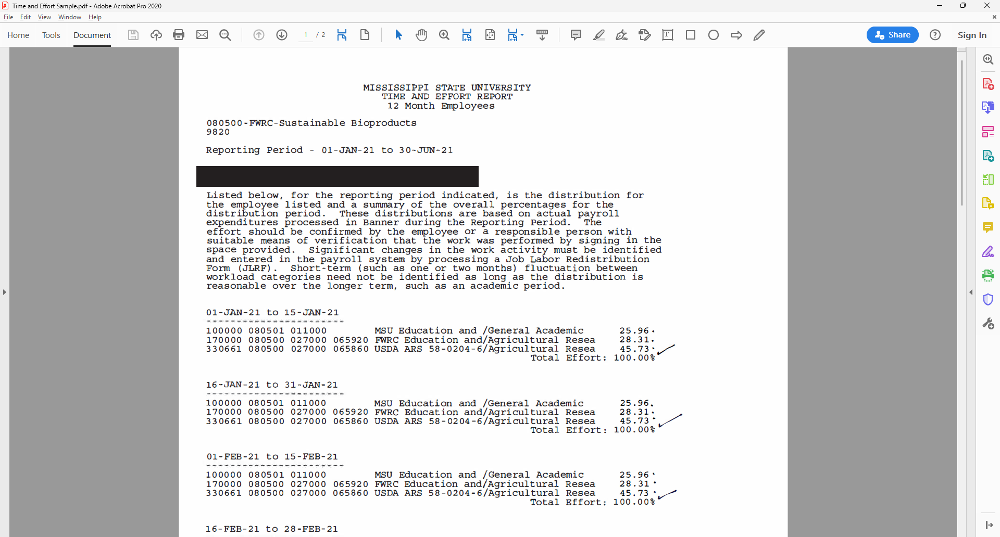 Time and Effort Sample.pdf - Adobe Acrobat Pro 2020
File Edit View Window Help
Home Tools Document 1 / 2 Share Sign In
MISSISSIPPI STATE UNIVERSITY
TIME AND EFFORT REPORT
12 Month Employees
080500-FWRC-Sustainable Bioproducts
9820
Reporting Period - 01-JAN-21 to 30-JUN-21
Listed below, for the reporting period indicated, is the distribution for
the employee listed and a summary of the overall percentages for the
distribution period. These distributions are based on actual payroll
expenditures processed in Banner during the Reporting Period. The
effort should be confirmed by the employee or a responsible person with
suitable means of verification that the work was performed by signing in the
space provided. Significant changes in the work activity must be identified
and entered in the payroll system by processing a Job Labor Redistribution
Form (JLRF). Short-term (such as one or two months) fluctuation between
workload categories need not be identified as long as the distribution is
reasonable over the longer term, such as an academic period.
01-JAN-21 to 15-JAN-21
-----------------------
100000 080501 011000 MSU Education and /General Academic 25.96
170000 080500 027000 065920 FWRC Education and/Agricultural Resea 28.31
330661 080500 027000 065860 USDA ARS 58-0204-6/Agricultural Resea 45.73
Total Effort: 100.00%
16-JAN-21 to 31-JAN-21
-----------------------
100000 080501 011000 MSU Education and /General Academic 25.96
170000 080500 027000 065920 FWRC Education and/Agricultural Resea 28.31
330661 080500 027000 065860 USDA ARS 58-0204-6/Agricultural Resea 45.73
Total Effort: 100.00%
01-FEB-21 to 15-FEB-21
-----------------------
100000 080501 011000 MSU Education and /General Academic 25.96
170000 080500 027000 065920 FWRC Education and/Agricultural Resea 28.31
330661 080500 027000 065860 USDA ARS 58-0204-6/Agricultural Resea 45.73
Total Effort: 100.00%
16-FEB-21 to 28-FEB-21